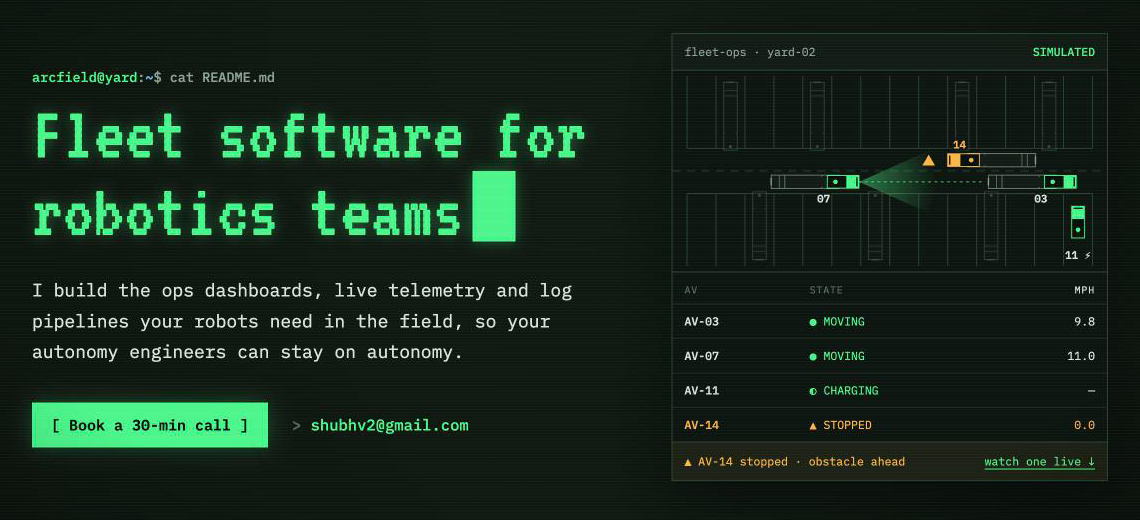 arcfield@yard:~$ cat README.md
Fleet software for
robotics teams
I build the ops dashboards, live telemetry and log
pipelines your robots need in the field, so your
autonomy engineers can stay on autonomy.
[ Book a 30-min call ] > shubhv2@gmail.com
fleet-ops · yard-02 SIMULATED
14
07 03
11 ⚡
AV STATE MPH
AV-03 ● MOVING 9.8
AV-07 ● MOVING 11.0
AV-11 ◐ CHARGING —
AV-14 ▲ STOPPED 0.0
▲ AV-14 stopped · obstacle ahead watch one live ↓